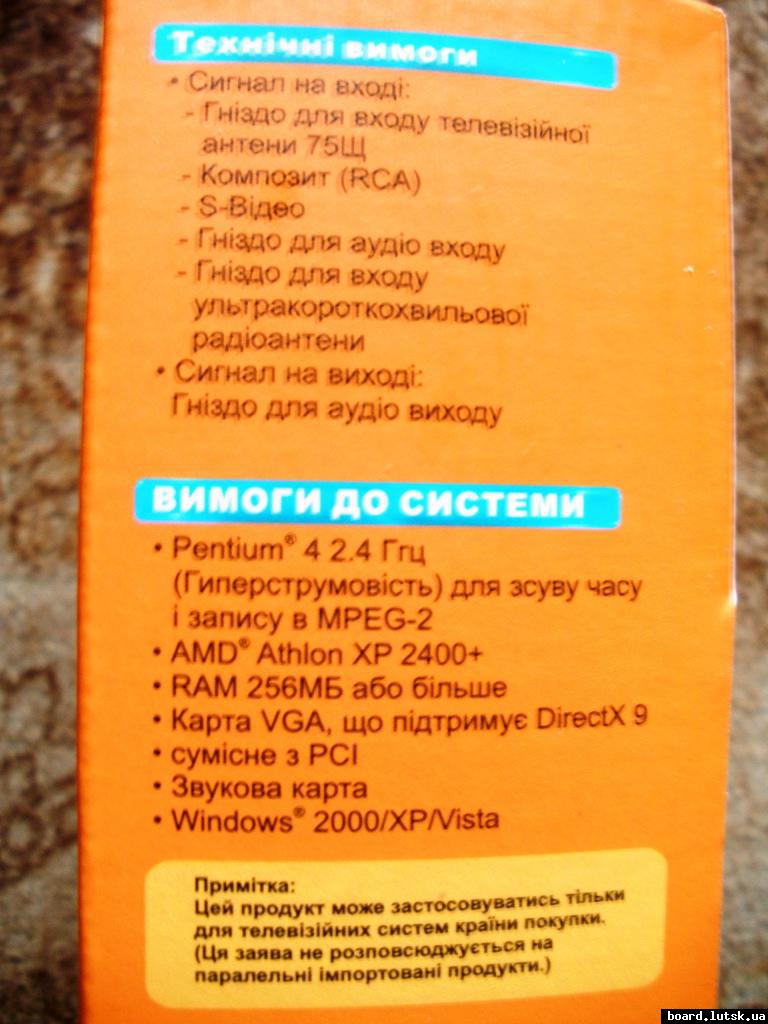 Технічні вимоги
• Сигнал на вході:
- Гніздо для входу телевізійної
антени 75Щ
- Композит (RCA)
- S-Відео
- Гніздо для аудіо входу
- Гніздо для входу
ультракороткохвильової
радіоантени
• Сигнал на виході:
Гніздо для аудіо виходу
ВИМОГИ ДО СИСТЕМИ
• Pentium® 4 2.4 Ггц
(Гиперструмовість) для зсуву часу
і запису в MPEG-2
• AMD® Athlon XP 2400+
• RAM 256МБ або більше
• Карта VGA, що підтримує DirectX 9
• сумісне з PCI
• Звукова карта
• Windows® 2000/XP/Vista
Примітка:
Цей продукт може застосовуватись тільки
для телевізійних систем країни покупки.
(Ця заява не розповсюджується на
паралельні імпортовані продукти.)
board.lutsk.ua